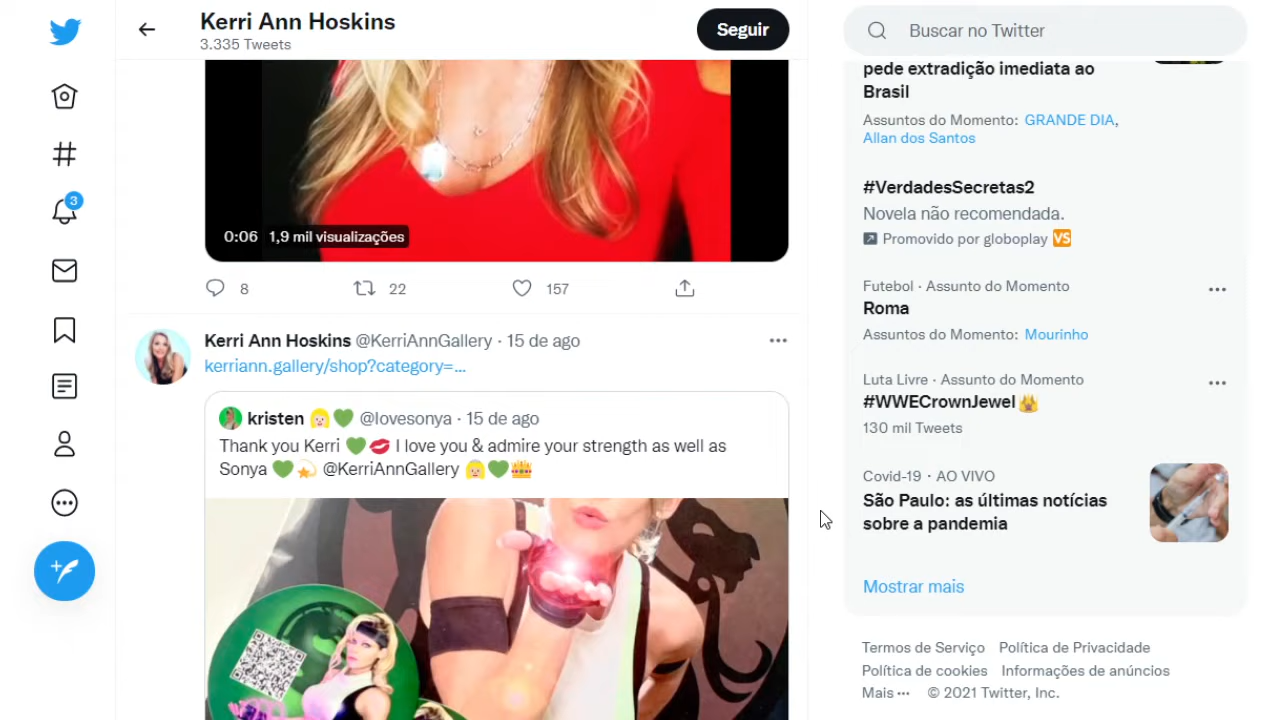 Kerri Ann Hoskins
3.335 Tweets
Seguir
0:06 1,9 mil visualizações
8 22 157
Kerri Ann Hoskins @KerriAnnGallery · 15 de ago
kerriann.gallery/shop?category=...
kristen @lovesonya · 15 de ago
Thank you Kerri 💚💋 I love you & admire your strength as well as
Sonya 💚💫 @KerriAnnGallery 👸💚👑
3
Buscar no Twitter
pede extradição imediata ao
Brasil
Assuntos do Momento: GRANDE DIA,
Allan dos Santos
#VerdadesSecretas2
Novela não recomendada.
Promovido por globoplay VS
Futebol · Assunto do Momento
Roma
Assuntos do Momento: Mourinho
Luta Livre · Assunto do Momento
#WWECrownJewel
130 mil Tweets
Covid-19 · AO VIVO
São Paulo: as últimas notícias
sobre a pandemia
Mostrar mais
Termos de Serviço Política de Privacidade
Política de cookies Informações de anúncios
Mais ··· © 2021 Twitter, Inc.